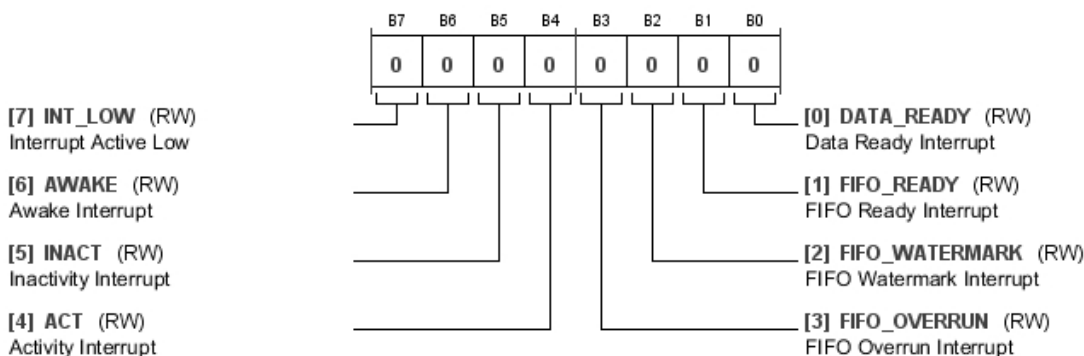 B7 B6 B5 B4 B3 B2 B1 B0
0 0 0 0 0 0 0 0
[7] INT_LOW (RW)
Interrupt Active Low
[6] AWAKE (RW)
Awake Interrupt
[5] INACT (RW)
Inactivity Interrupt
[4] ACT (RW)
Activity Interrupt
[0] DATA_READY (RW)
Data Ready Interrupt
[1] FIFO_READY (RW)
FIFO Ready Interrupt
[2] FIFO_WATERMARK (RW)
FIFO Watermark Interrupt
[3] FIFO_OVERRUN (RW)
FIFO Overrun Interrupt